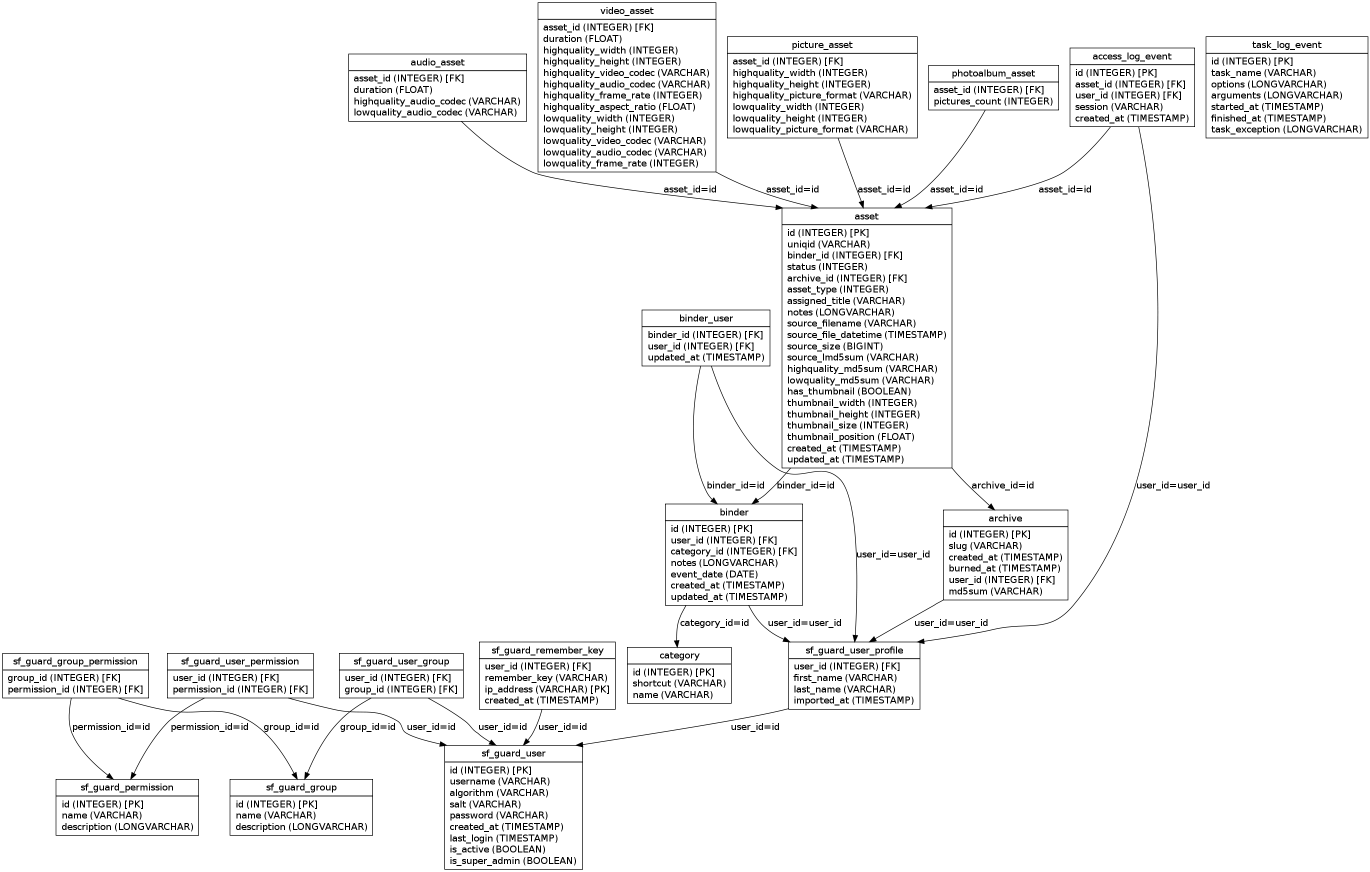 video_asset
asset_id (INTEGER) [FK]
duration (FLOAT)
highquality_width (INTEGER)
highquality_height (INTEGER)
highquality_video_codec (VARCHAR)
highquality_audio_codec (VARCHAR)
highquality_frame_rate (INTEGER)
highquality_aspect_ratio (FLOAT)
lowquality_width (INTEGER)
lowquality_height (INTEGER)
lowquality_video_codec (VARCHAR)
lowquality_audio_codec (VARCHAR)
lowquality_frame_rate (INTEGER)
audio_asset
asset_id (INTEGER) [FK]
duration (FLOAT)
highquality_audio_codec (VARCHAR)
lowquality_audio_codec (VARCHAR)
picture_asset
asset_id (INTEGER) [FK]
highquality_width (INTEGER)
highquality_height (INTEGER)
highquality_picture_format (VARCHAR)
lowquality_width (INTEGER)
lowquality_height (INTEGER)
lowquality_picture_format (VARCHAR)
photoalbum_asset
asset_id (INTEGER) [FK]
pictures_count (INTEGER)
access_log_event
id (INTEGER) [PK]
asset_id (INTEGER) [FK]
user_id (INTEGER) [FK]
session (VARCHAR)
created_at (TIMESTAMP)
task_log_event
id (INTEGER) [PK]
task_name (VARCHAR)
options (LONGVARCHAR)
arguments (LONGVARCHAR)
started_at (TIMESTAMP)
finished_at (TIMESTAMP)
task_exception (LONGVARCHAR)
asset_id=id
asset_id=id
asset_id=id
asset_id=id
asset_id=id
asset
id (INTEGER) [PK]
uniqid (VARCHAR)
binder_id (INTEGER) [FK]
status (INTEGER)
archive_id (INTEGER) [FK]
asset_type (INTEGER)
assigned_title (VARCHAR)
notes (LONGVARCHAR)
source_filename (VARCHAR)
source_file_datetime (TIMESTAMP)
source_size (BIGINT)
source_lmd5sum (VARCHAR)
highquality_md5sum (VARCHAR)
lowquality_md5sum (VARCHAR)
has_thumbnail (BOOLEAN)
thumbnail_width (INTEGER)
thumbnail_height (INTEGER)
thumbnail_size (INTEGER)
thumbnail_position (FLOAT)
created_at (TIMESTAMP)
updated_at (TIMESTAMP)
binder_user
binder_id (INTEGER) [FK]
user_id (INTEGER) [FK]
updated_at (TIMESTAMP)
binder_id=id
binder_id=id
archive_id=id
user_id=user_id
binder
id (INTEGER) [PK]
user_id (INTEGER) [FK]
category_id (INTEGER) [FK]
notes (LONGVARCHAR)
event_date (DATE)
created_at (TIMESTAMP)
updated_at (TIMESTAMP)
user_id=user_id
archive
id (INTEGER) [PK]
slug (VARCHAR)
created_at (TIMESTAMP)
burned_at (TIMESTAMP)
user_id (INTEGER) [FK]
md5sum (VARCHAR)
category_id=id
user_id=user_id
user_id=user_id
sf_guard_group_permission
group_id (INTEGER) [FK]
permission_id (INTEGER) [FK]
sf_guard_user_permission
user_id (INTEGER) [FK]
permission_id (INTEGER) [FK]
sf_guard_user_group
user_id (INTEGER) [FK]
group_id (INTEGER) [FK]
sf_guard_remember_key
user_id (INTEGER) [FK]
remember_key (VARCHAR)
ip_address (VARCHAR) [PK]
created_at (TIMESTAMP)
category
id (INTEGER) [PK]
shortcut (VARCHAR)
name (VARCHAR)
sf_guard_user_profile
user_id (INTEGER) [FK]
first_name (VARCHAR)
last_name (VARCHAR)
imported_at (TIMESTAMP)
permission_id=id
permission_id=id
group_id=id
group_id=id
user_id=id
user_id=id
user_id=id
user_id=id
sf_guard_permission
id (INTEGER) [PK]
name (VARCHAR)
description (LONGVARCHAR)
sf_guard_group
id (INTEGER) [PK]
name (VARCHAR)
description (LONGVARCHAR)
sf_guard_user
id (INTEGER) [PK]
username (VARCHAR)
algorithm (VARCHAR)
salt (VARCHAR)
password (VARCHAR)
created_at (TIMESTAMP)
last_login (TIMESTAMP)
is_active (BOOLEAN)
is_super_admin (BOOLEAN)